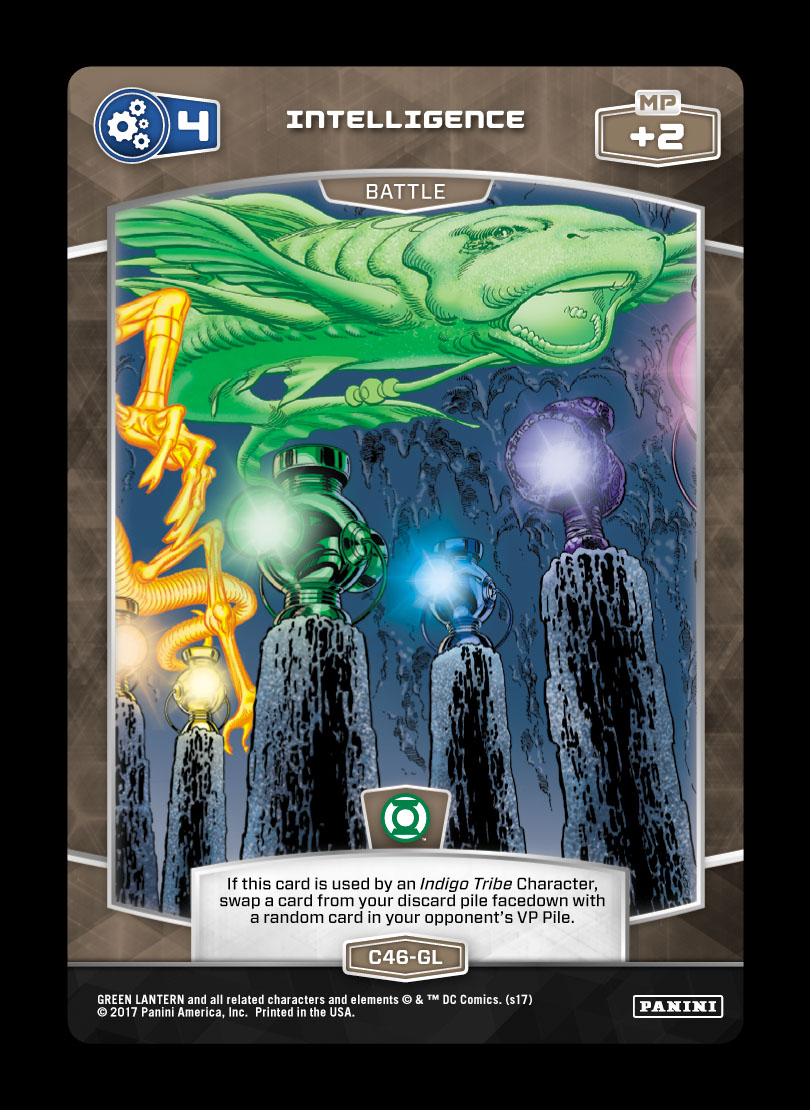 4
INTELLIGENCE
MP
+2
BATTLE
™
If this card is used by an Indigo Tribe Character,
swap a card from your discard pile facedown with
a random card in your opponent's VP Pile.
C46-GL
GREEN LANTERN and all related characters and elements © & ™ DC Comics. (s17)
© 2017 Panini America, Inc. Printed in the USA.
PANINI